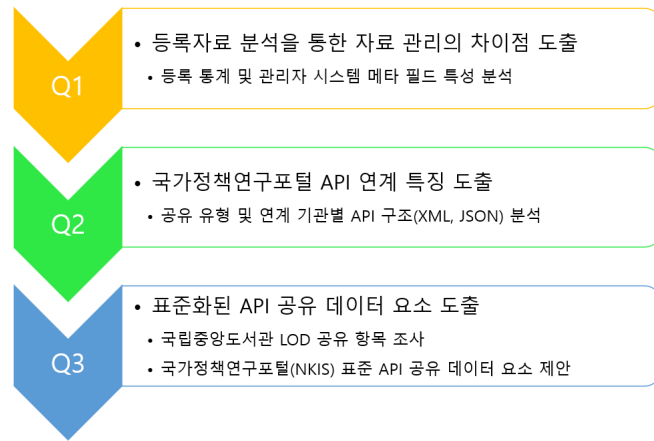 Q1
• 등록자료 분석을 통한 자료 관리의 차이점 도출
• 등록 통계 및 관리자 시스템 메타 필드 특성 분석
Q2
• 국가정책연구포털 API 연계 특징 도출
• 공유 유형 및 연계 기관별 API 구조(XML, JSON) 분석
Q3
• 표준화된 API 공유 데이터 요소 도출
• 국립중앙도서관 LOD 공유 항목 조사
• 국가정책연구포털(NKIS) 표준 API 공유 데이터 요소 제안